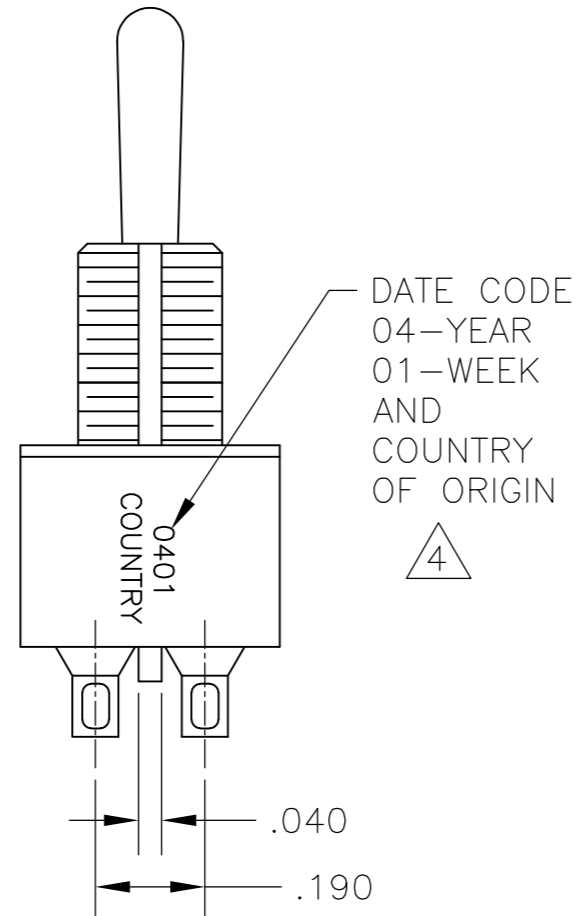 DATE CODE
04-YEAR
01-WEEK
AND
COUNTRY
OF ORIGIN
4
0401
COUNTRY
.040
.190